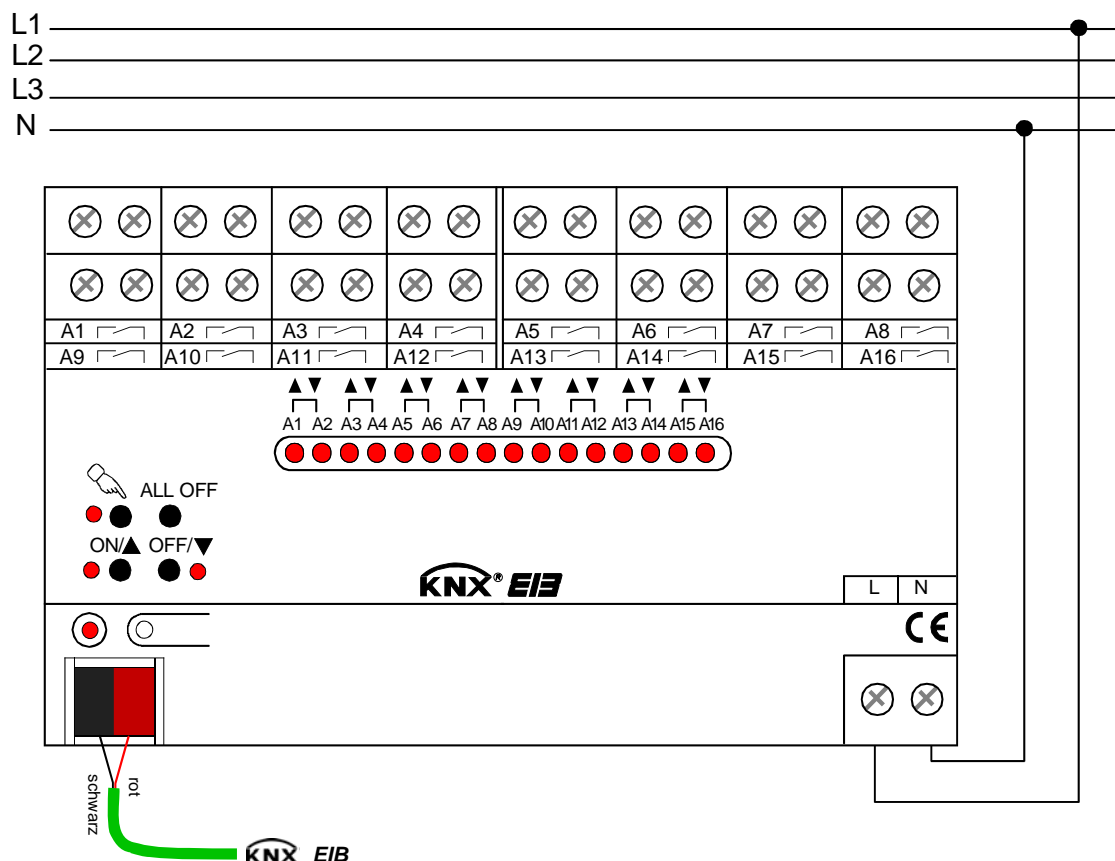 L1
L2
L3
N
A1 A2 A3 A4 A5 A6 A7 A8
A9 A10 A11 A12 A13 A14 A15 A16
A1 A2 A3 A4 A5 A6 A7 A8 A9 A10 A11 A12 A13 A14 A15 A16
ALL OFF
ON/▲ OFF/▼
KNX® EIB
L N
CE
schwarz
rot
KNX EIB